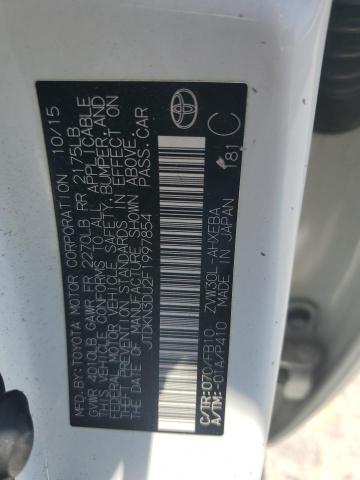 MFD.BY:TOYOTA MOTOR CORPORATION 10/15
GVWR 4010LB GAWR FR 2270LB RR 2175LB
THIS VEHICLE CONFORMS TO ALL APPLICABLE
FEDERAL MOTOR VEHICLE SAFETY, BUMPER, AND
THEFT PREVENTION STANDARDS IN EFFECT ON
THE DATE OF MANUFACTURE SHOWN ABOVE.
JTDKN3DU2F1997854 PASS.CAR
C/TR:070/FB10 ZVW30L-AHXEBA
A/TM:-01A/P410 MADE IN JAPAN
C
181